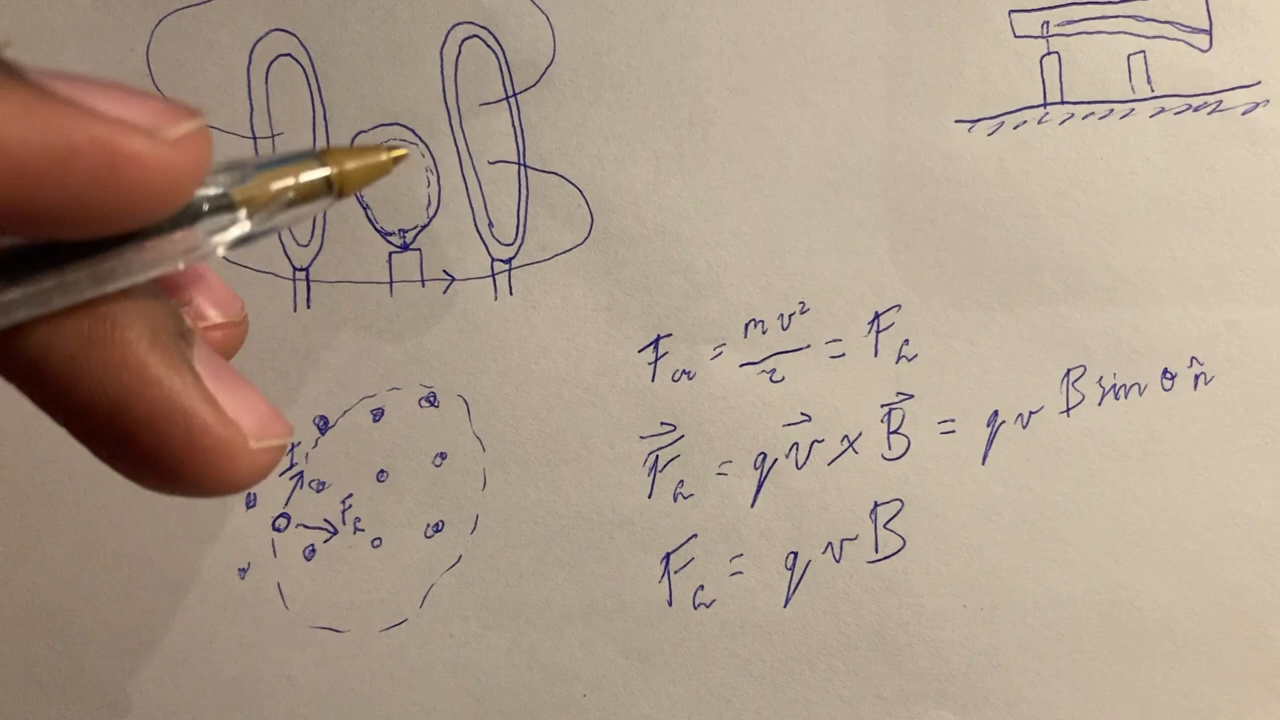 I
F_L
F_cr = mv²/r = F_L
F⃗_L = q v⃗ × B⃗ = q v B sin θ n̂
F_L = q v B